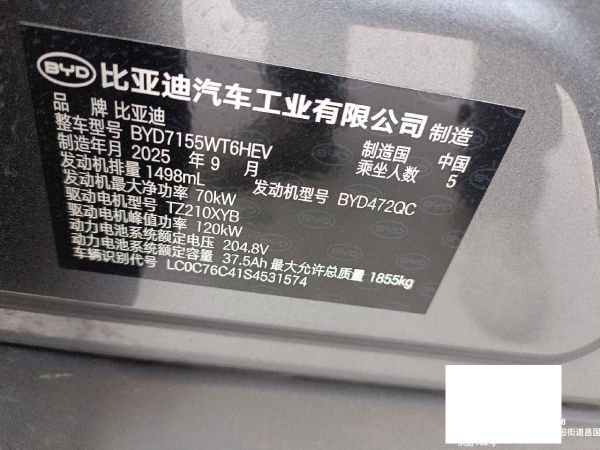 BYD 比亚迪汽车工业有限公司 制造
品 牌 比亚迪
整车型号 BYD7155WT6HEV 制造国 中国
制造年月 2025 年 9 月 乘坐人数 5
发动机排量 1498mL
发动机最大净功率 70kW 发动机型号 BYD472QC
驱动电机型号 TZ210XYB
驱动电机峰值功率 120kW
动力电池系统额定电压 204.8V
动力电池系统额定容量 37.5Ah 最大允许总质量 1855kg
车辆识别代号 LC0C76C41S4531574
田街道昌国